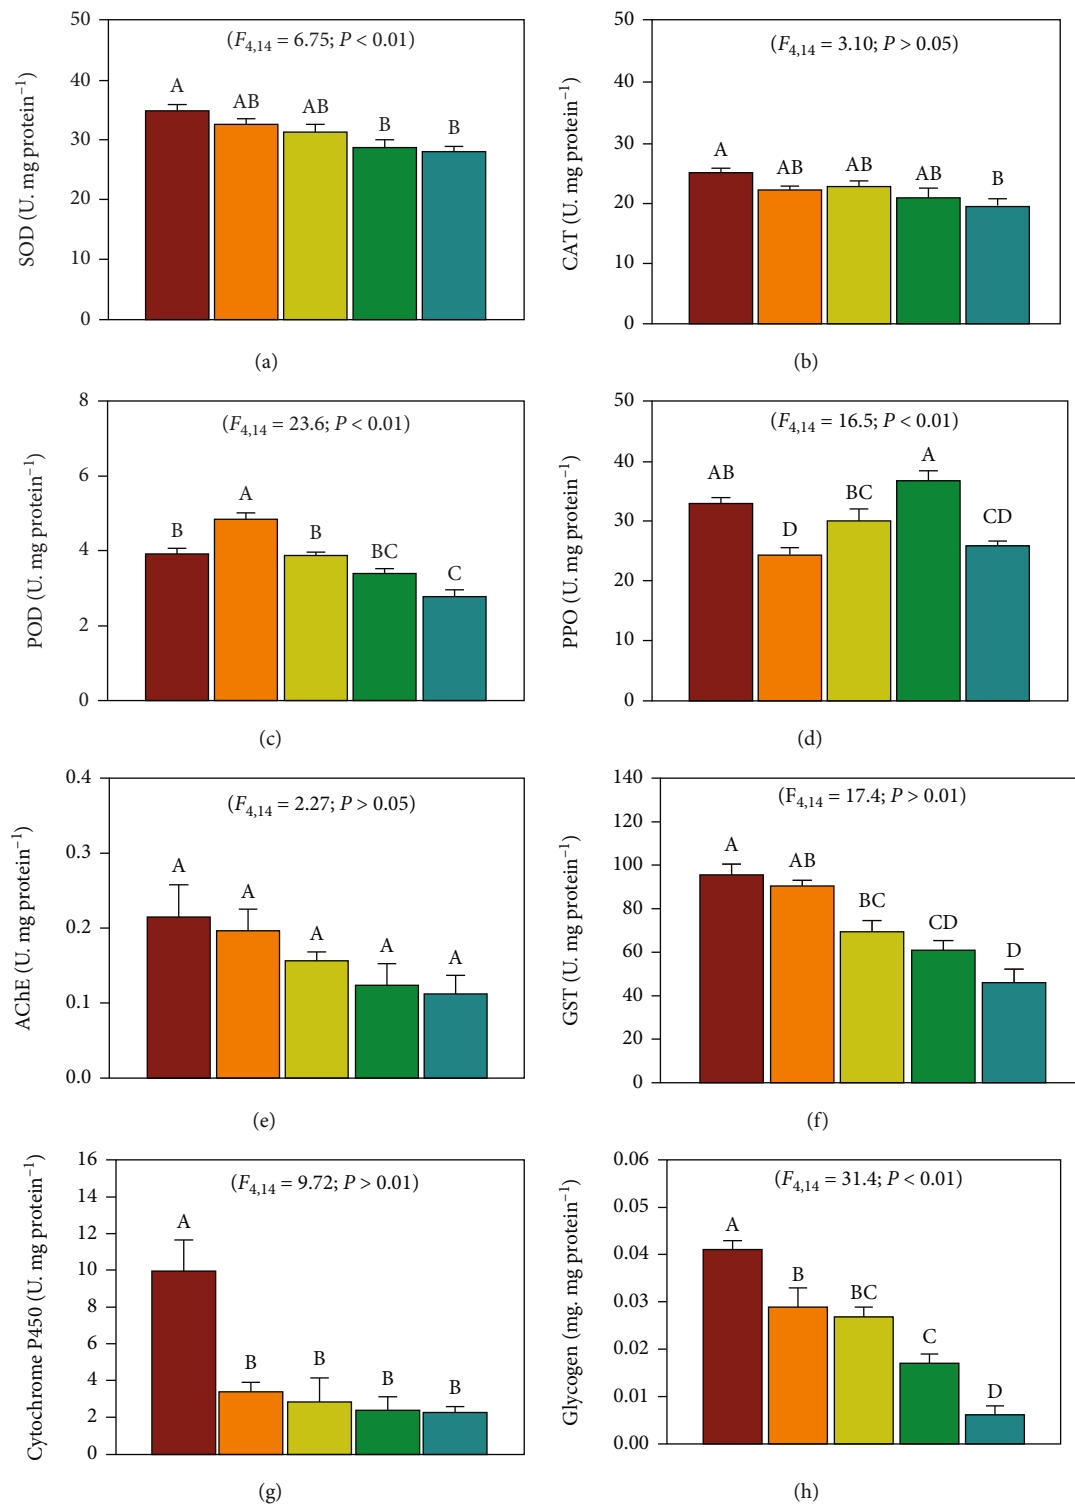 (F4,14 = 6.75; P < 0.01)
SOD (U. mg protein−1)
50
40
30
20
10
0
A
AB
AB
B
B
(a)
(F4,14 = 3.10; P > 0.05)
CAT (U. mg protein−1)
50
40
30
20
10
0
A
AB
AB
AB
B
(b)
(F4,14 = 23.6; P < 0.01)
POD (U. mg protein−1)
8
6
4
2
0
B
A
B
BC
C
(c)
(F4,14 = 16.5; P < 0.01)
PPO (U. mg protein−1)
50
40
30
20
10
0
AB
D
BC
A
CD
(d)
(F4,14 = 2.27; P > 0.05)
AChE (U. mg protein−1)
0.4
0.3
0.2
0.1
0.0
A
A
A
A
A
(e)
(F4,14 = 17.4; P > 0.01)
GST (U. mg protein−1)
140
120
100
80
60
40
20
0
A
AB
BC
CD
D
(f)
(F4,14 = 9.72; P > 0.01)
Cytochrome P450 (U. mg protein−1)
16
14
12
10
8
6
4
2
0
A
B
B
B
B
(g)
(F4,14 = 31.4; P < 0.01)
Glycogen (mg. mg protein−1)
0.06
0.05
0.04
0.03
0.02
0.01
0.00
A
B
BC
C
D
(h)